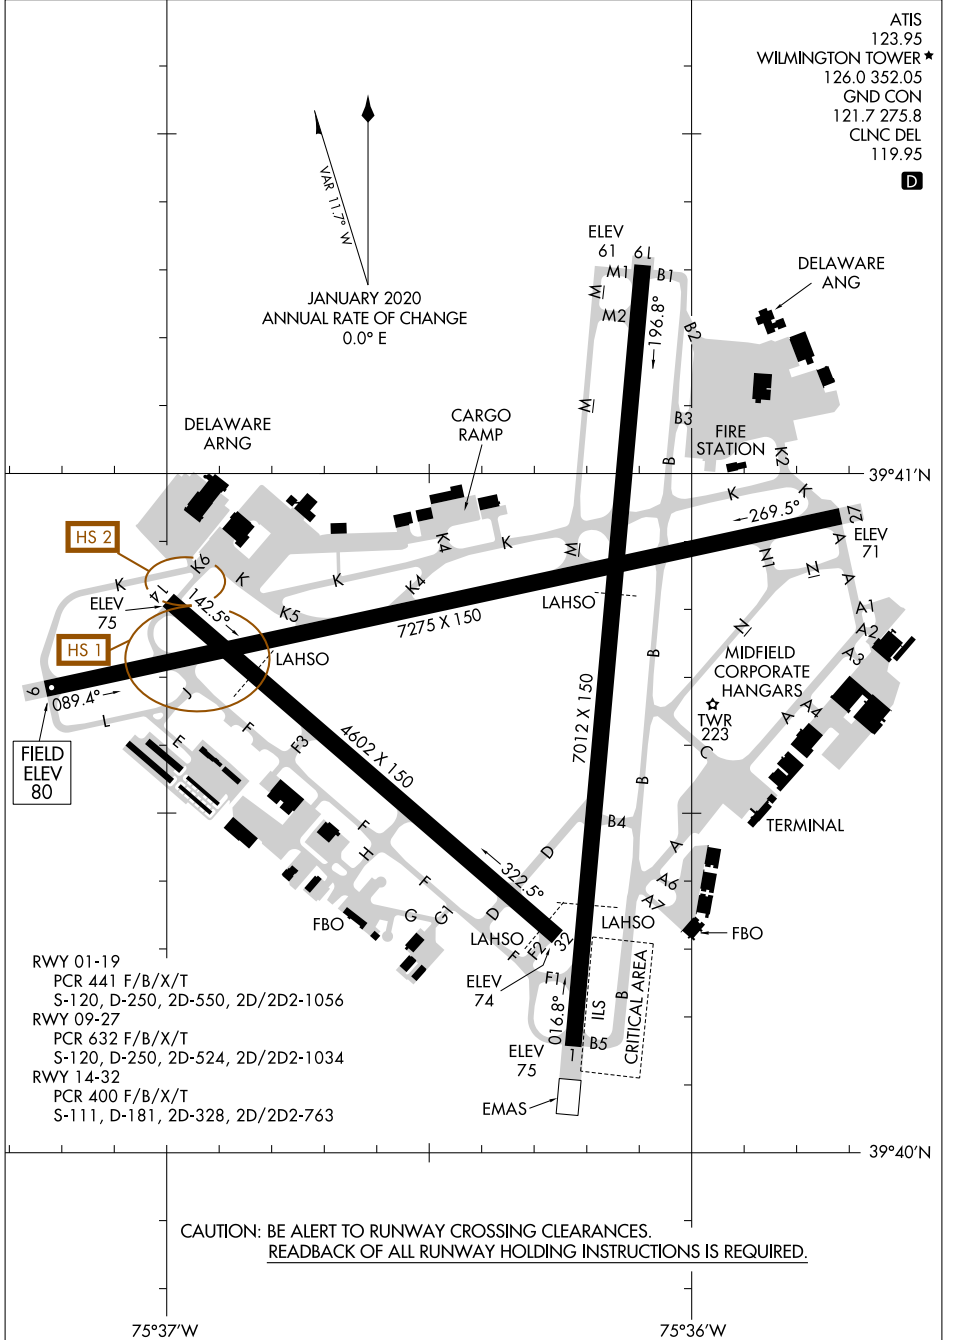 ATIS
123.95
WILMINGTON TOWER
126.0 352.05
GND CON
121.7 275.8
CLNC DEL
119.95
D
VAR 11.7° W
JANUARY 2020
ANNUAL RATE OF CHANGE
0.0° E
ELEV
61
19
M1
B1
M
M2
196.8°
B2
DELAWARE
ANG
M
B3
B
FIRE
STATION
K2
DELAWARE
ARNG
CARGO
RAMP
39°41'N
K
K
269.5°
27
ELEV
71
A
HS 2
K4
K
M
N1
N
A
K6
K
K
K
K4
14
142.5°
ELEV
75
K5
7275 X 150
LAHSO
A1
A2
A3
N
HS 1
LAHSO
B
MIDFIELD
CORPORATE
HANGARS
9
089.4°
J
L
F
E
E3
4602 X 150
7012 X 150
TWR
223
A4
A
C
FIELD
ELEV
80
B
B4
TERMINAL
F
H
D
A
F
322.5°
A6
A7
G
G1
D
FBO
LAHSO
LAHSO
FBO
F2
32
F
ELEV
74
F1
016.8°
ILS
CRITICAL AREA
B
B5
1
ELEV
75
EMAS
RWY 01-19
PCR 441 F/B/X/T
S-120, D-250, 2D-550, 2D/2D2-1056
RWY 09-27
PCR 632 F/B/X/T
S-120, D-250, 2D-524, 2D/2D2-1034
RWY 14-32
PCR 400 F/B/X/T
S-111, D-181, 2D-328, 2D/2D2-763
39°40'N
CAUTION: BE ALERT TO RUNWAY CROSSING CLEARANCES.
READBACK OF ALL RUNWAY HOLDING INSTRUCTIONS IS REQUIRED.
75°37'W
75°36'W